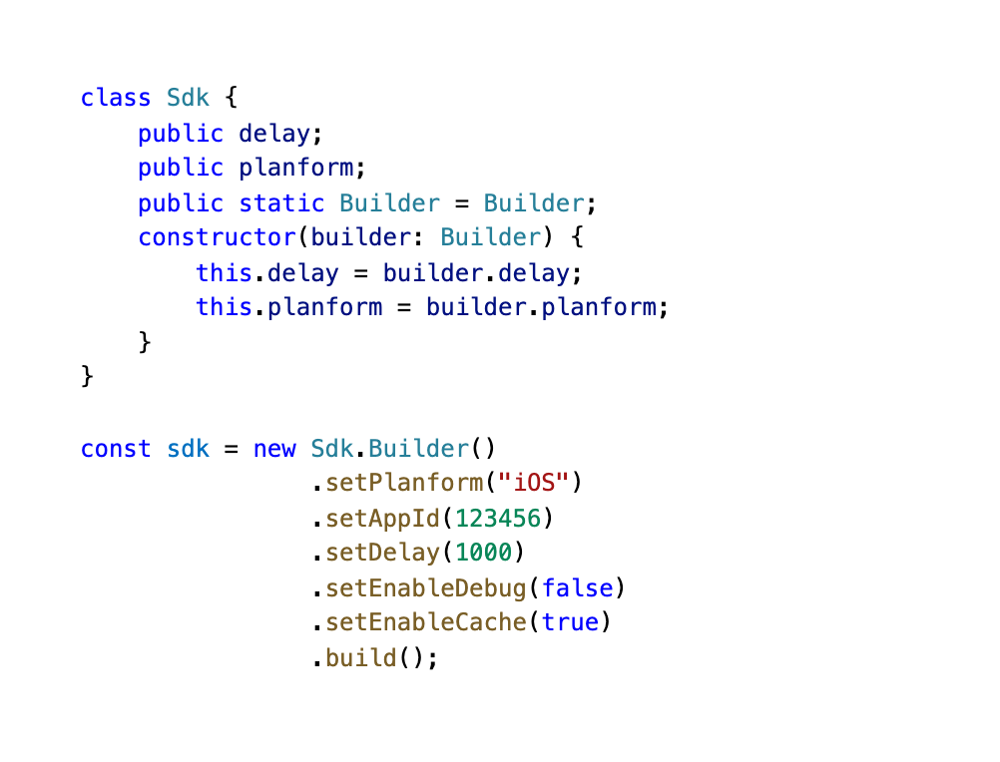 class Sdk {
    public delay;
    public planform;
    public static Builder = Builder;
    constructor(builder: Builder) {
        this.delay = builder.delay;
        this.planform = builder.planform;
    }
}

const sdk = new Sdk.Builder()
                .setPlanform("iOS")
                .setAppId(123456)
                .setDelay(1000)
                .setEnableDebug(false)
                .setEnableCache(true)
                .build();